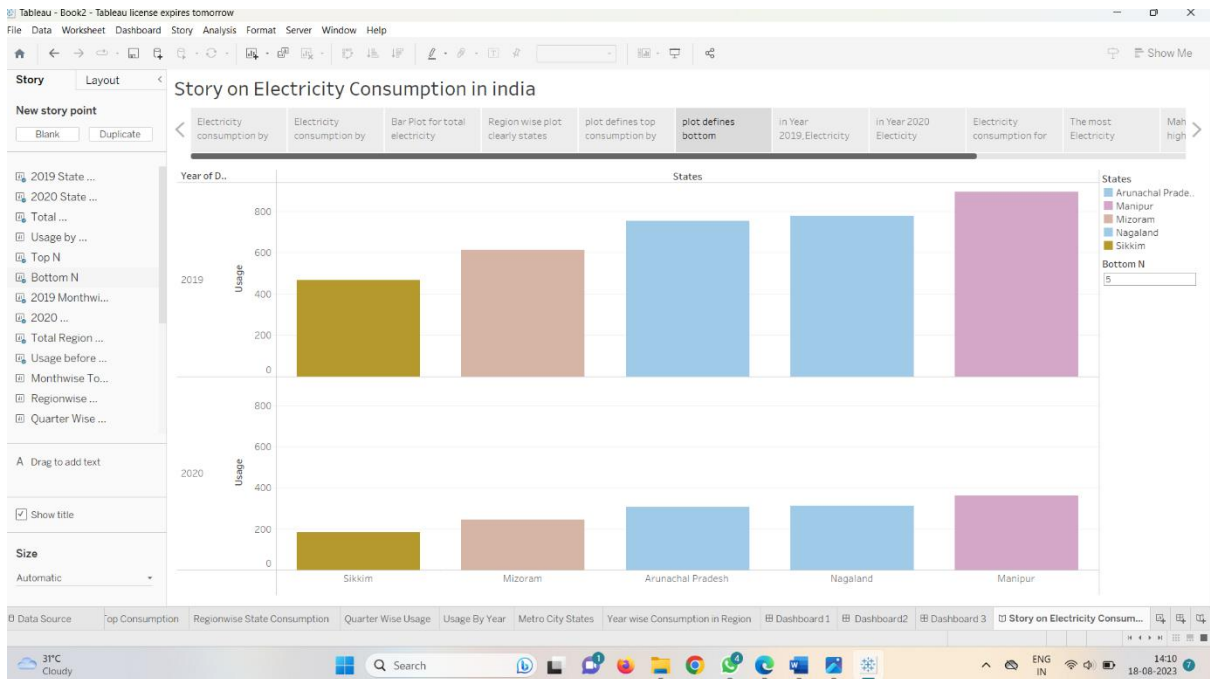 Tableau - Book2 - Tableau license expires tomorrow
File Data Worksheet Dashboard Story Analysis Format Server Window Help
Show Me
Story Layout
New story point
Blank Duplicate
2019 State ...
2020 State ...
Total ...
Usage by ...
Top N
Bottom N
2019 Monthwi...
2020 ...
Total Region ...
Usage before ...
Monthwise To...
Regionwise ...
Quarter Wise ...
A Drag to add text
Show title
Size
Automatic
Story on Electricity Consumption in india
Electricity consumption by
Electricity consumption by
Bar Plot for total electricity
Region wise plot clearly states
plot defines top consumption by
plot defines bottom
in Year 2019,Electricity
in Year 2020 Electicity
Electricity consumption for
The most Electricity
Mah
high
Year of D..
States
800
600
2019 Usage
400
200
0
800
600
2020 Usage
400
200
0
Sikkim Mizoram Arunachal Pradesh Nagaland Manipur
States
Arunachal Prade..
Manipur
Mizoram
Nagaland
Sikkim
Bottom N
5
Data Source Top Consumption Regionwise State Consumption Quarter Wise Usage Usage By Year Metro City States Year wise Consumption in Region Dashboard 1 Dashboard2 Dashboard 3 Story on Electricity Consum...
31°C
Cloudy
Search
ENG
IN
14:10
18-08-2023
2